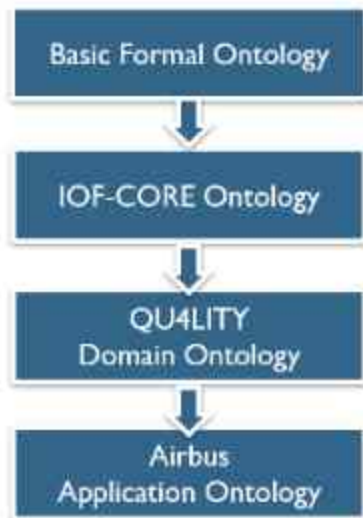 Basic Formal Ontology
IOF-CORE Ontology
QU4LITY
Domain Ontology
Airbus
Application Ontology